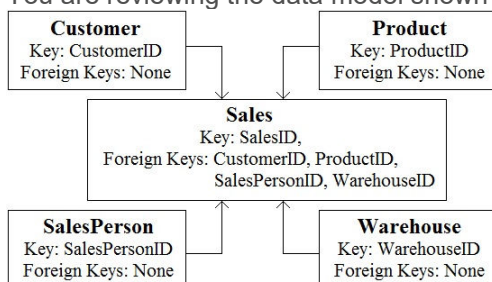 You are reviewing the data model shown
Customer
Key: CustomerID
Foreign Keys: None
Product
Key: ProductID
Foreign Keys: None
Sales
Key: SalesID,
Foreign Keys: CustomerID, ProductID,
SalesPersonID, WarehouseID
SalesPerson
Key: SalesPersonID
Foreign Keys: None
Warehouse
Key: WarehouseID
Foreign Keys: None